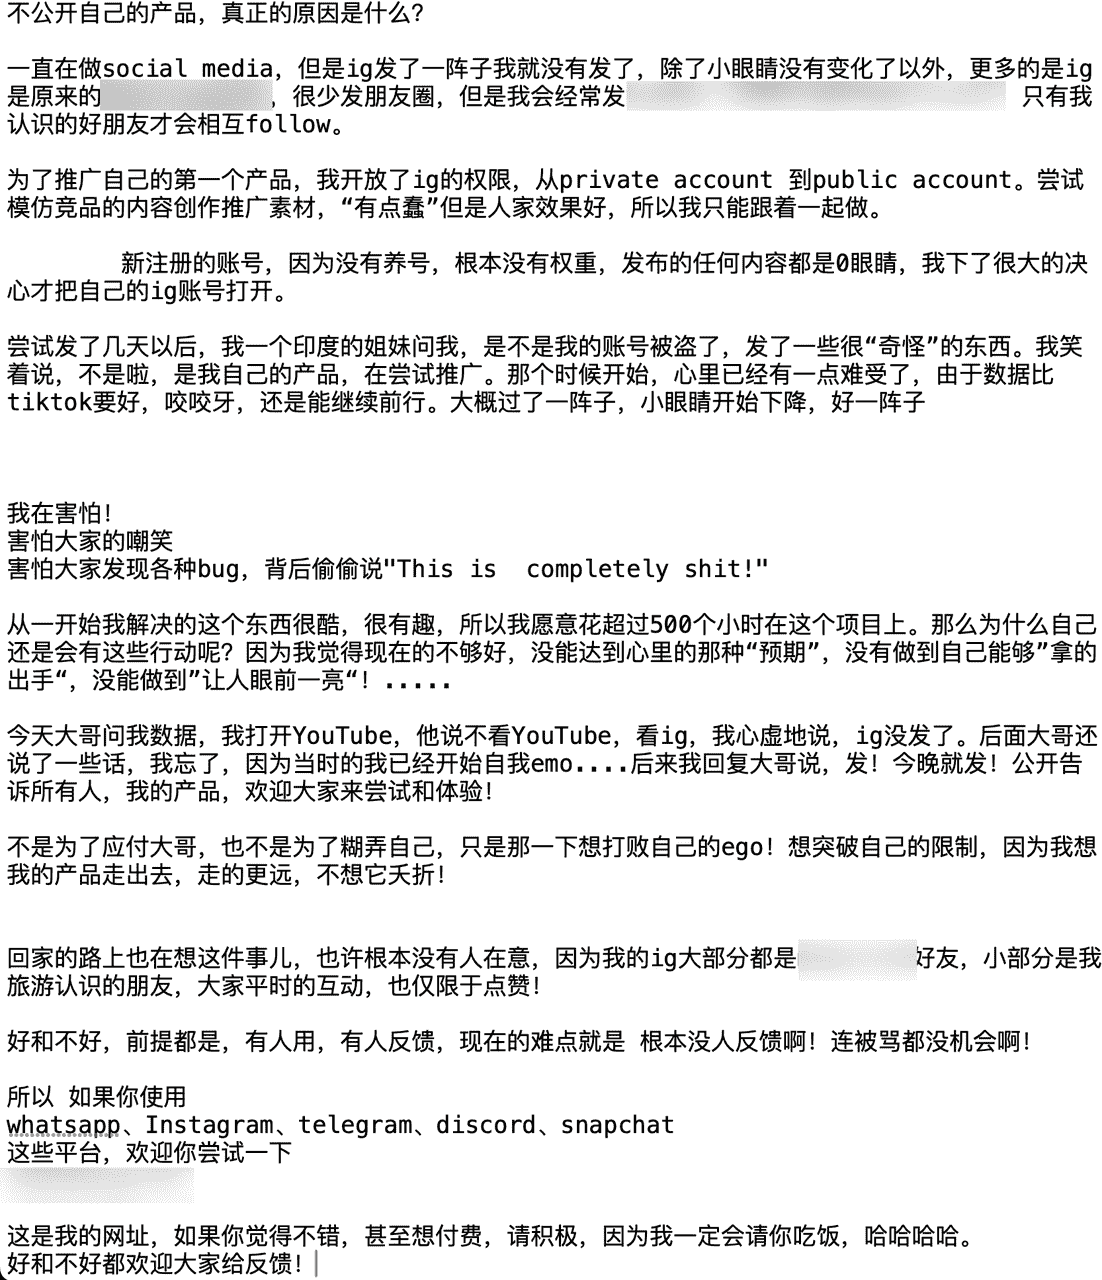 不公开自己的产品，真正的原因是什么？
一直在做social media，但是ig发了一阵子我就没有发了，除了小眼睛没有变化了以外，更多的是ig
是原来的，很少发朋友圈，但是我会经常发 只有我
认识的好朋友才会相互follow。
为了推广自己的第一个产品，我开放了ig的权限，从private account 到public account。尝试
模仿竞品的内容创作推广素材，“有点蠢”但是人家效果好，所以我只能跟着一起做。
新注册的账号，因为没有养号，根本没有权重，发布的任何内容都是0眼睛，我下了很大的决
心才把自己的ig账号打开。
尝试发了几天以后，我一个印度的姐妹问我，是不是我的账号被盗了，发了一些很“奇怪”的东西。我笑
着说，不是啦，是我自己的产品，在尝试推广。那个时候开始，心里已经有一点难受了，由于数据比
tiktok要好，咬咬牙，还是能继续前行。大概过了一阵子，小眼睛开始下降，好一阵子
我在害怕！
害怕大家的嘲笑
害怕大家发现各种bug，背后偷偷说"This is  completely shit!"
从一开始我解决的这个东西很酷，很有趣，所以我愿意花超过500个小时在这个项目上。那么为什么自己
还是会有这些行动呢？因为我觉得现在的不够好，没能达到心里的那种“预期”，没有做到自己能够”拿的
出手“，没能做到”让人眼前一亮“！.....
今天大哥问我数据，我打开YouTube，他说不看YouTube，看ig，我心虚地说，ig没发了。后面大哥还
说了一些话，我忘了，因为当时的我已经开始自我emo....后来我回复大哥说，发！今晚就发！公开告
诉所有人，我的产品，欢迎大家来尝试和体验！
不是为了应付大哥，也不是为了糊弄自己，只是那一下想打败自己的ego！想突破自己的限制，因为我想
我的产品走出去，走的更远，不想它夭折！
回家的路上也在想这件事儿，也许根本没有人在意，因为我的ig大部分都是好友，小部分是我
旅游认识的朋友，大家平时的互动，也仅限于点赞！
好和不好，前提都是，有人用，有人反馈，现在的难点就是 根本没人反馈啊！连被骂都没机会啊！
所以 如果你使用
whatsapp、Instagram、telegram、discord、snapchat
这些平台，欢迎你尝试一下
这是我的网址，如果你觉得不错，甚至想付费，请积极，因为我一定会请你吃饭，哈哈哈哈。
好和不好都欢迎大家给反馈！